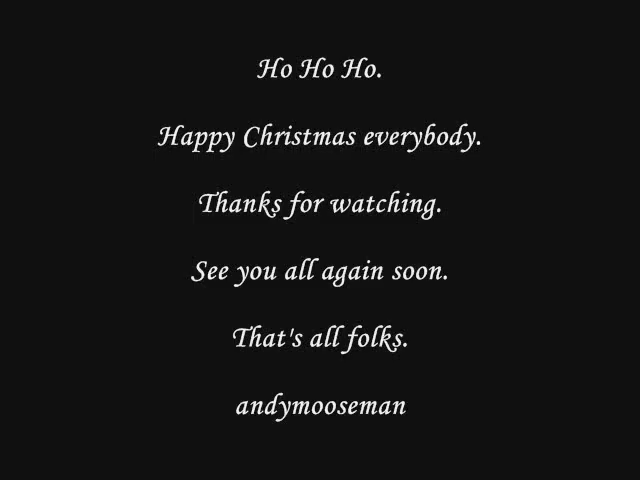 Ho Ho Ho.
Happy Christmas everybody.
Thanks for watching.
See you all again soon.
That's all folks.
andymooseman